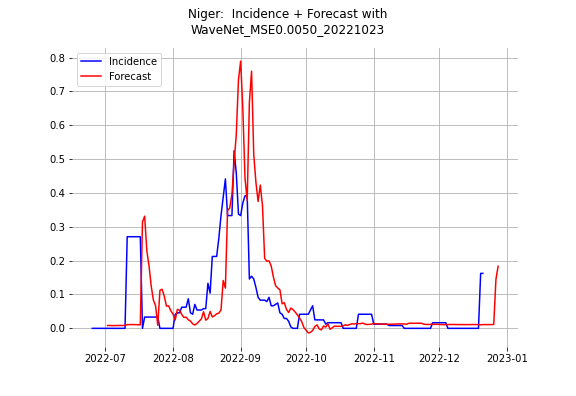 Niger:  Incidence + Forecast with
WaveNet_MSE0.0050_20221023
Incidence
Forecast
0.8
0.7
0.6
0.5
0.4
0.3
0.2
0.1
0.0
2022-07 2022-08 2022-09 2022-10 2022-11 2022-12 2023-01